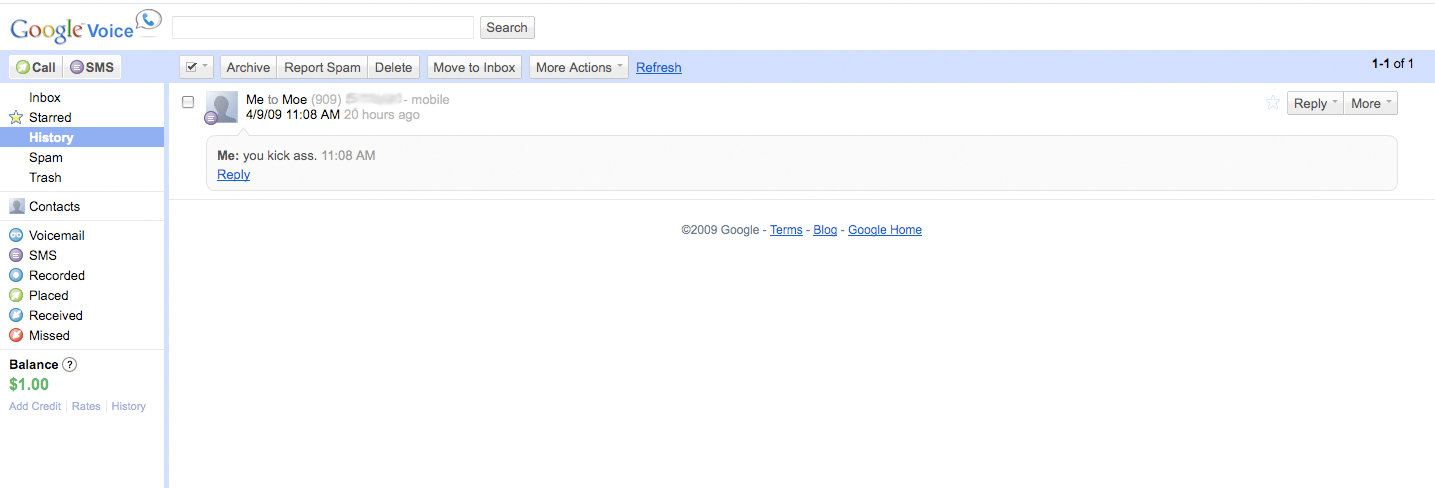 Google Voice
Search
Call SMS Archive Report Spam Delete Move to Inbox More Actions Refresh 1-1 of 1
Inbox
Starred
History
Spam
Trash
Contacts
Voicemail
SMS
Recorded
Placed
Received
Missed
Balance ?
$1.00
Add Credit Rates History
Me to Moe (909) - mobile
4/9/09 11:08 AM 20 hours ago
Reply More
Me: you kick ass. 11:08 AM
Reply
©2009 Google - Terms - Blog - Google Home